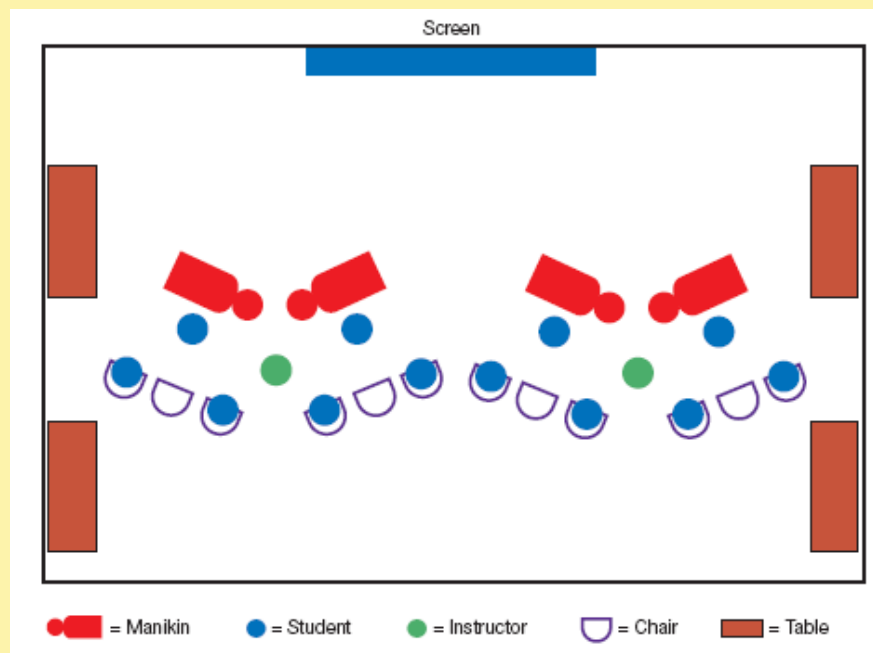 Screen
= Manikin = Student = Instructor = Chair = Table